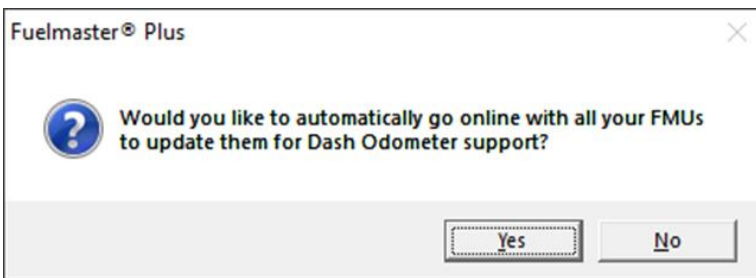 Fuelmaster® Plus
Would you like to automatically go online with all your FMUs
to update them for Dash Odometer support?
Yes
No